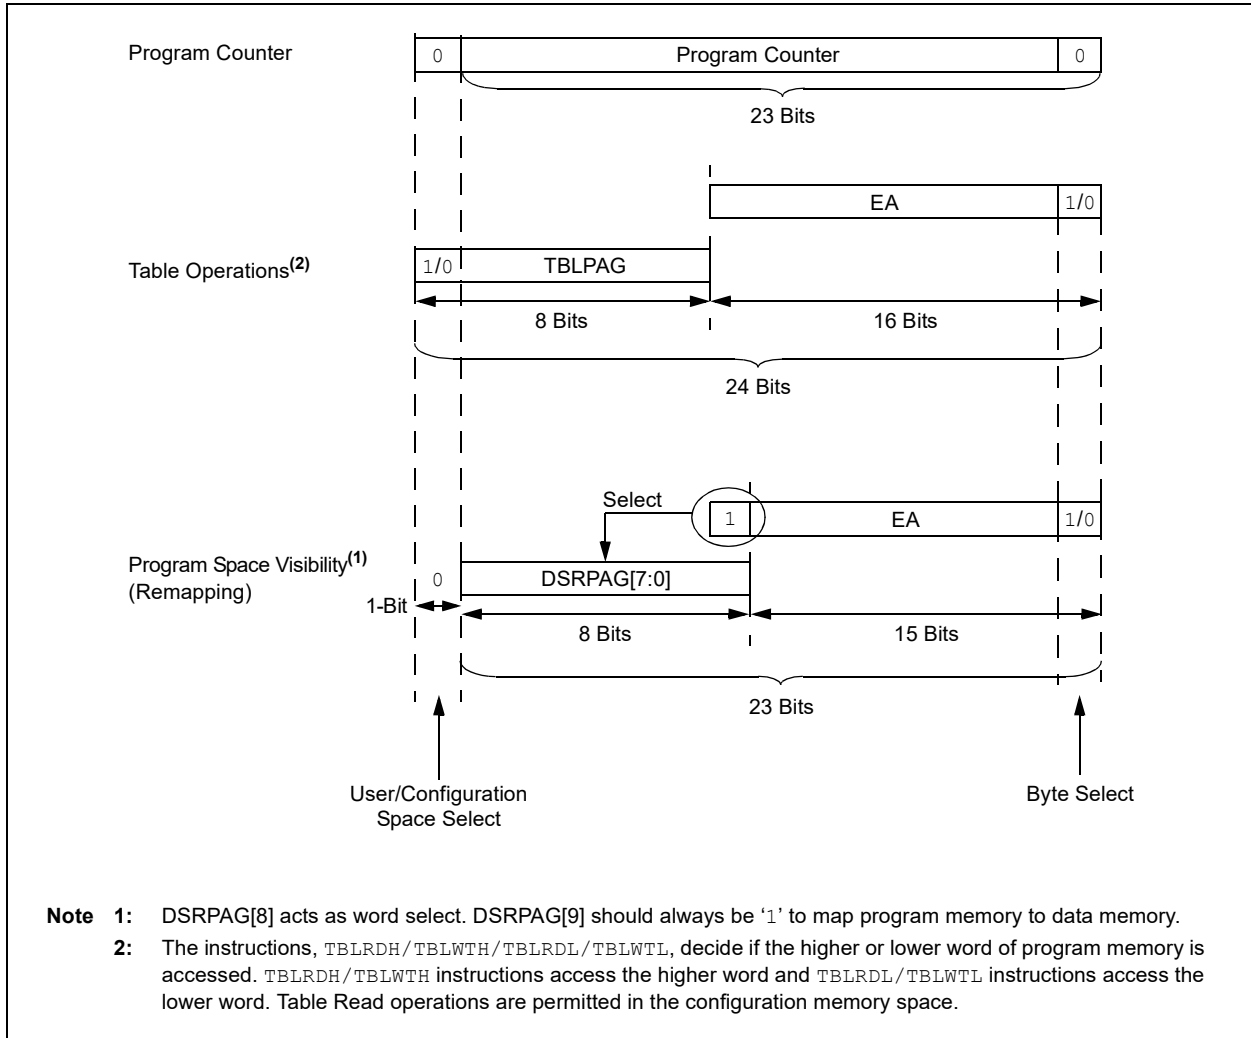 Program Counter
0 Program Counter 0
23 Bits
EA 1/0
Table Operations(2)
1/0 TBLPAG
8 Bits 16 Bits
24 Bits
Select
1 EA 1/0
Program Space Visibility(1)
(Remapping)
0 DSRPAG[7:0]
1-Bit
8 Bits 15 Bits
23 Bits
User/Configuration
Space Select
Byte Select
Note 1: DSRPAG[8] acts as word select. DSRPAG[9] should always be ‘1’ to map program memory to data memory.
2: The instructions, TBLRDH/TBLWTH/TBLRDL/TBLWTL, decide if the higher or lower word of program memory is
accessed. TBLRDH/TBLWTH instructions access the higher word and TBLRDL/TBLWTL instructions access the
lower word. Table Read operations are permitted in the configuration memory space.